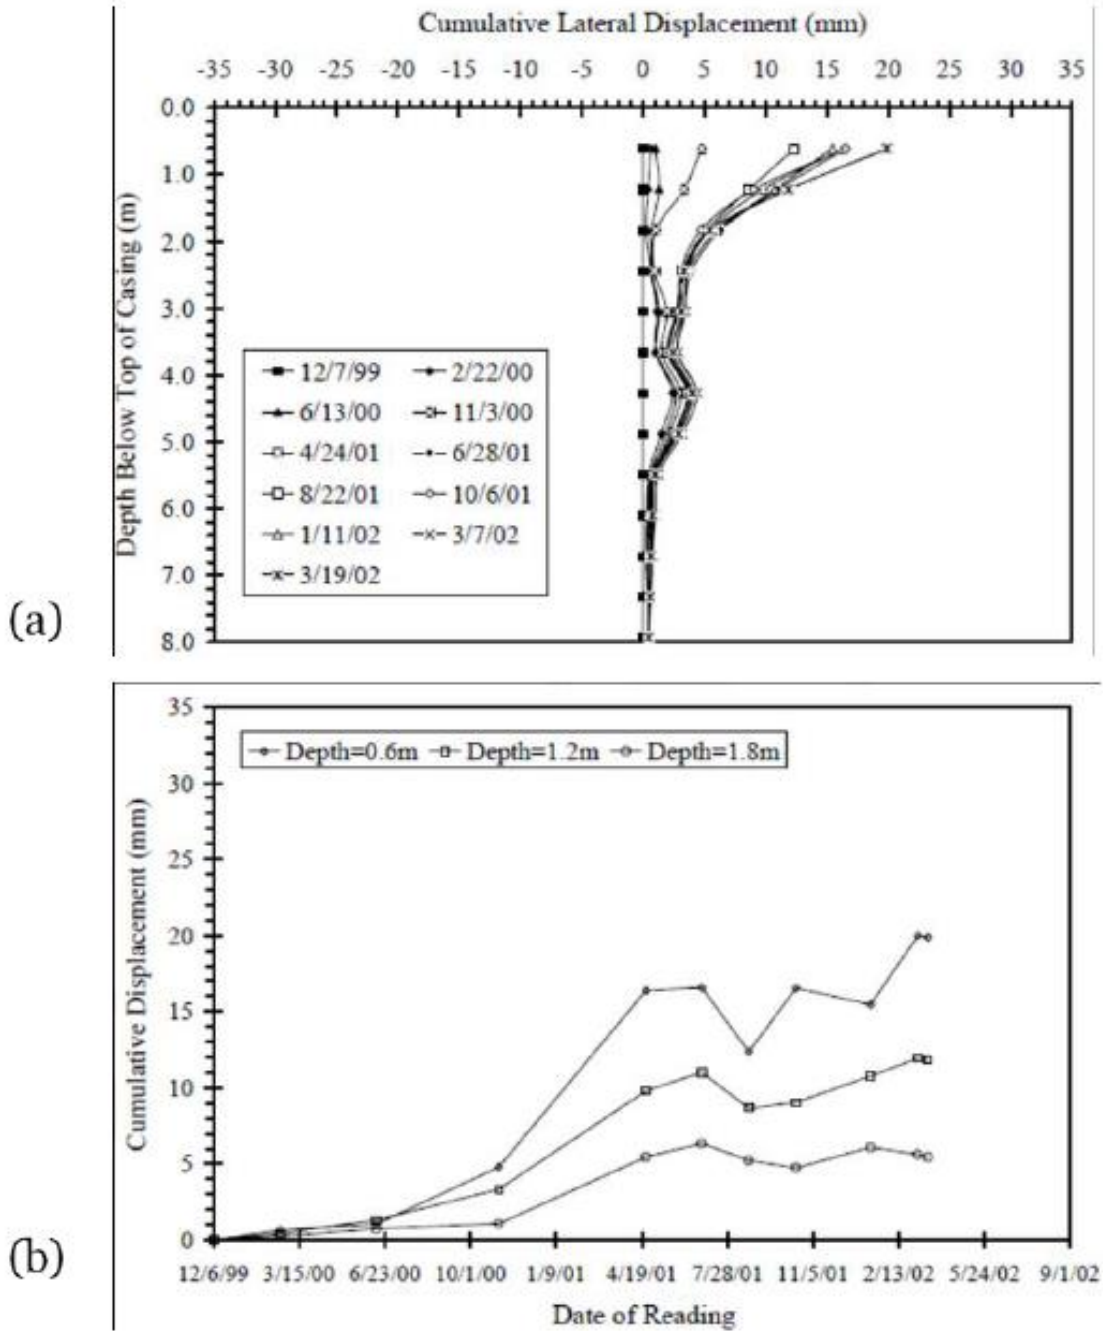 Cumulative Lateral Displacement (mm)
-35 -30 -25 -20 -15 -10 -5 0 5 10 15 20 25 30 35
0.0
1.0
2.0
3.0
4.0
5.0
6.0
7.0
8.0
Depth Below Top of Casing (m)
12/7/99 2/22/00
6/13/00 11/3/00
4/24/01 6/28/01
8/22/01 10/6/01
1/11/02 3/7/02
3/19/02
(a)
35
30
25
20
15
10
5
0
Cumulative Displacement (mm)
Depth=0.6m Depth=1.2m Depth=1.8m
12/6/99 3/15/00 6/23/00 10/1/00 1/9/01 4/19/01 7/28/01 11/5/01 2/13/02 5/24/02 9/1/02
Date of Reading
(b)